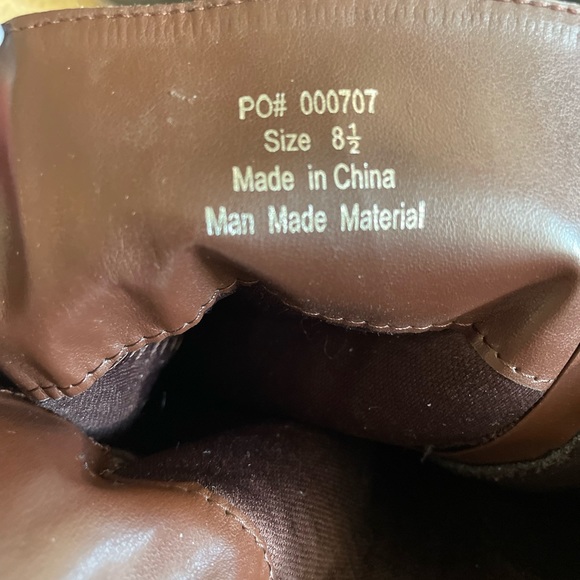 PO# 000707
Size 8½
Made in China
Man Made Material